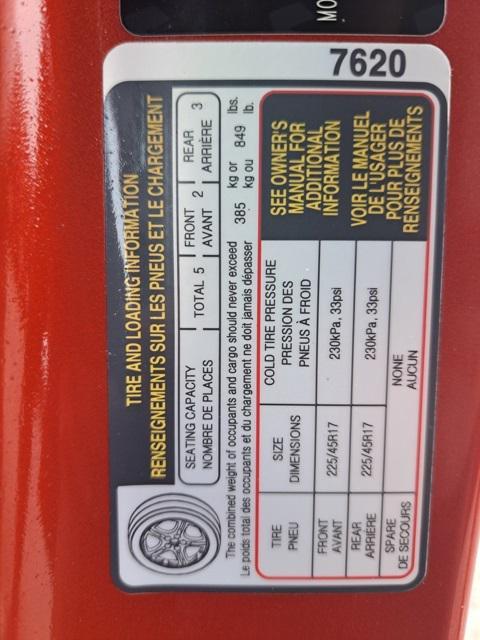 MO
7620
TIRE AND LOADING INFORMATION
RENSEIGNEMENTS SUR LES PNEUS ET LE CHARGEMENT
SEATING CAPACITY
NOMBRE DE PLACES
TOTAL 5
FRONT
AVANT 2
REAR
ARRIÈRE 3
The combined weight of occupants and cargo should never exceed 385 kg or 849 lbs.
Le poids total des occupants et du chargement ne doit jamais dépasser kg ou lb.
TIRE
PNEU
SIZE
DIMENSIONS
COLD TIRE PRESSURE
PRESSION DES
PNEUS À FROID
FRONT
AVANT
225/45R17
230kPa, 33psi
REAR
ARRIÈRE
225/45R17
230kPa, 33psi
SPARE
DE SECOURS
NONE
AUCUN
SEE OWNER'S
MANUAL FOR
ADDITIONAL
INFORMATION
VOIR LE MANUEL
DE L'USAGER
POUR PLUS DE
RENSEIGNEMENTS